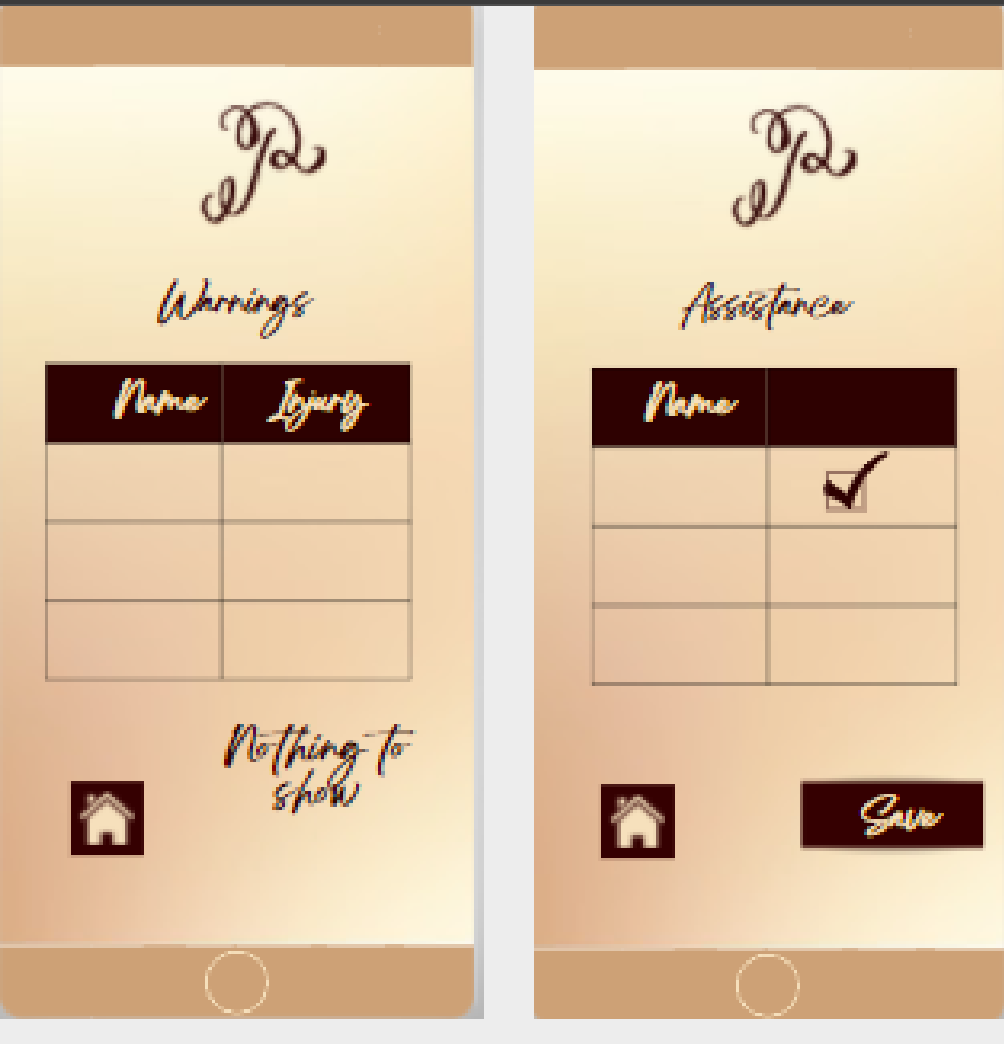 Warnings
Name Injury
Nothing to
show
Assistance
Name
Save